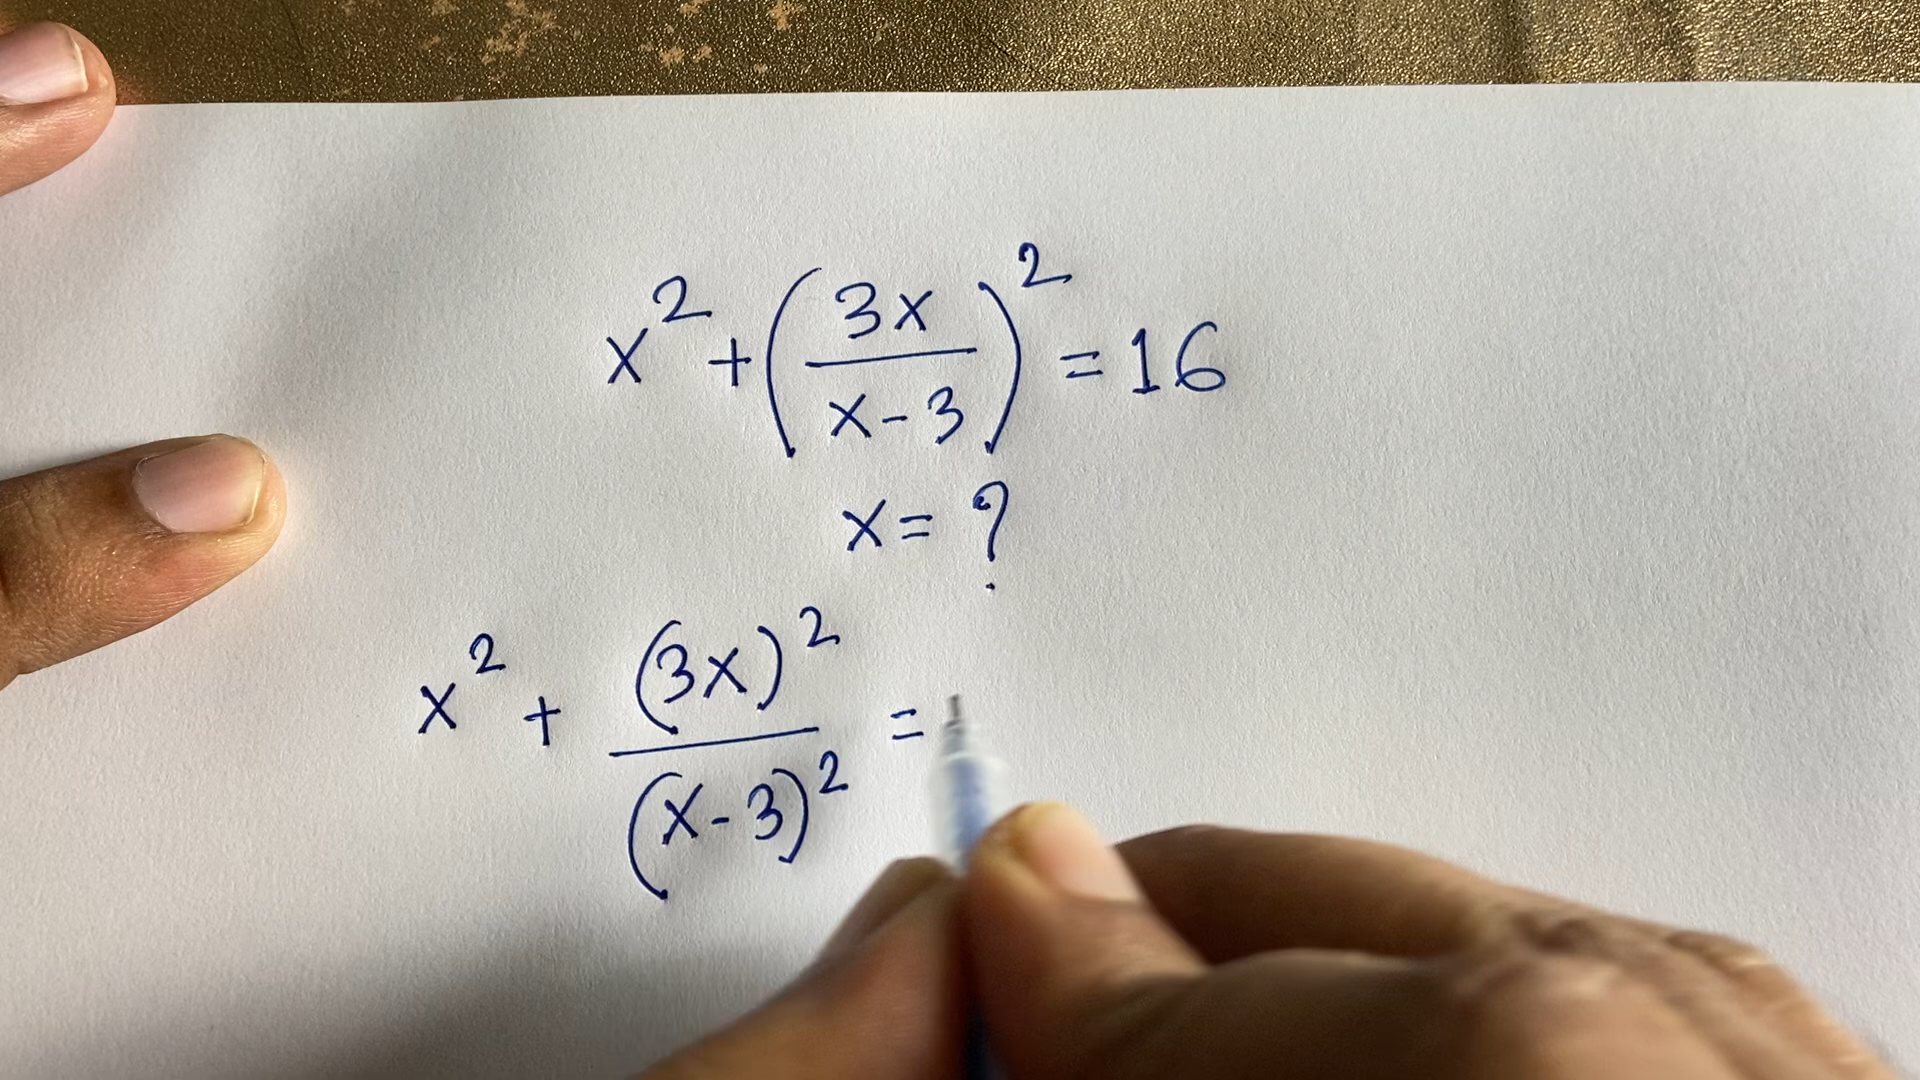 x² + (3x / x-3)² = 16
x = ?
x² + (3x)² / (x-3)² =